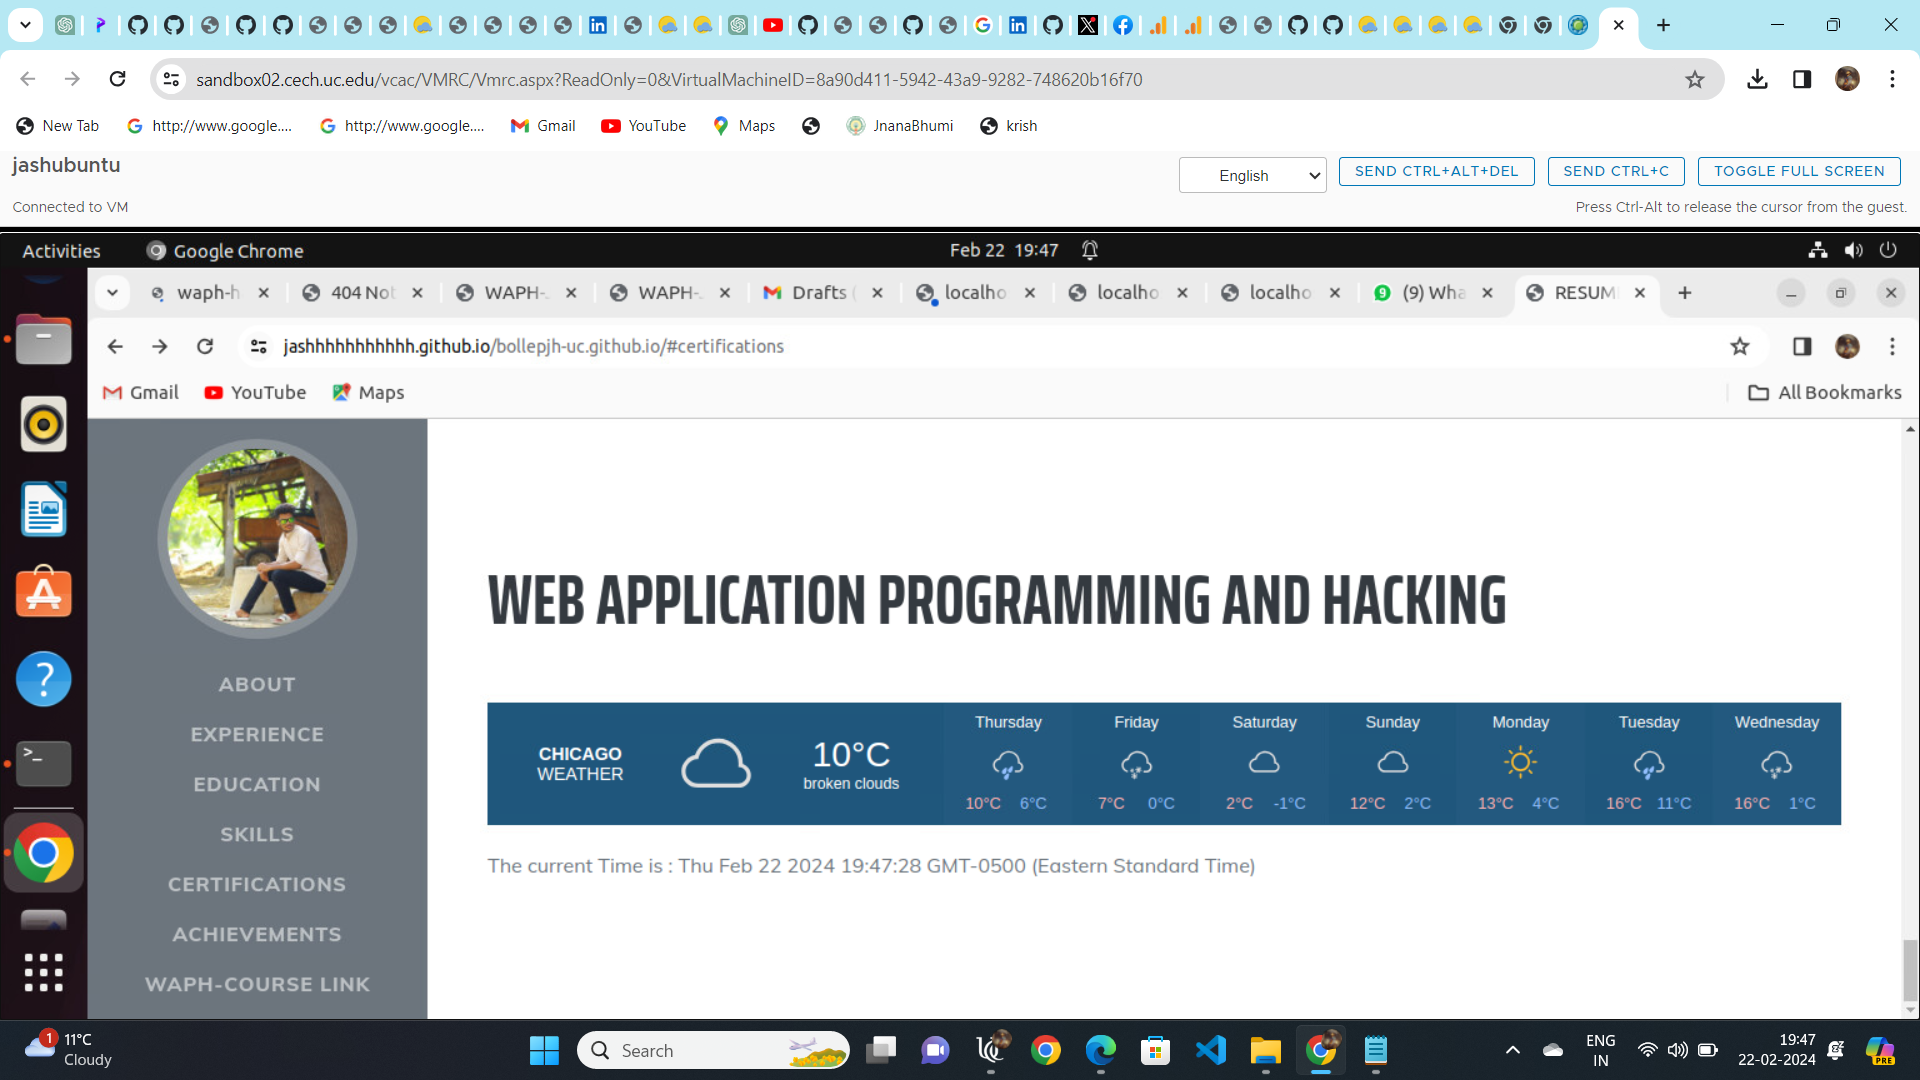 sandbox02.cech.uc.edu/vcac/VMRC/Vmrc.aspx?ReadOnly=0&VirtualMachineID=8a90d411-5942-43a9-9282-748620b16f70
New Tab http://www.google.... http://www.google.... Gmail YouTube Maps JnanaBhumi krish
jashubuntu
English SEND CTRL+ALT+DEL SEND CTRL+C TOGGLE FULL SCREEN
Connected to VM Press Ctrl-Alt to release the cursor from the guest.
Activities Google Chrome Feb 22 19:47
waph-h 404 Not WAPH-. WAPH-. Drafts ( localho localho localho (9) Wha RESUM
jashhhhhhhhhhh.github.io/bollepjh-uc.github.io/#certifications
Gmail YouTube Maps All Bookmarks
ABOUT
EXPERIENCE
EDUCATION
SKILLS
CERTIFICATIONS
ACHIEVEMENTS
WAPH-COURSE LINK
WEB APPLICATION PROGRAMMING AND HACKING
CHICAGO
WEATHER
10°C
broken clouds
Thursday Friday Saturday Sunday Monday Tuesday Wednesday
10°C 6°C 7°C 0°C 2°C -1°C 12°C 2°C 13°C 4°C 16°C 11°C 16°C 1°C
The current Time is : Thu Feb 22 2024 19:47:28 GMT-0500 (Eastern Standard Time)
1
11°C
Cloudy
Search
ENG
IN
19:47
22-02-2024
PRE